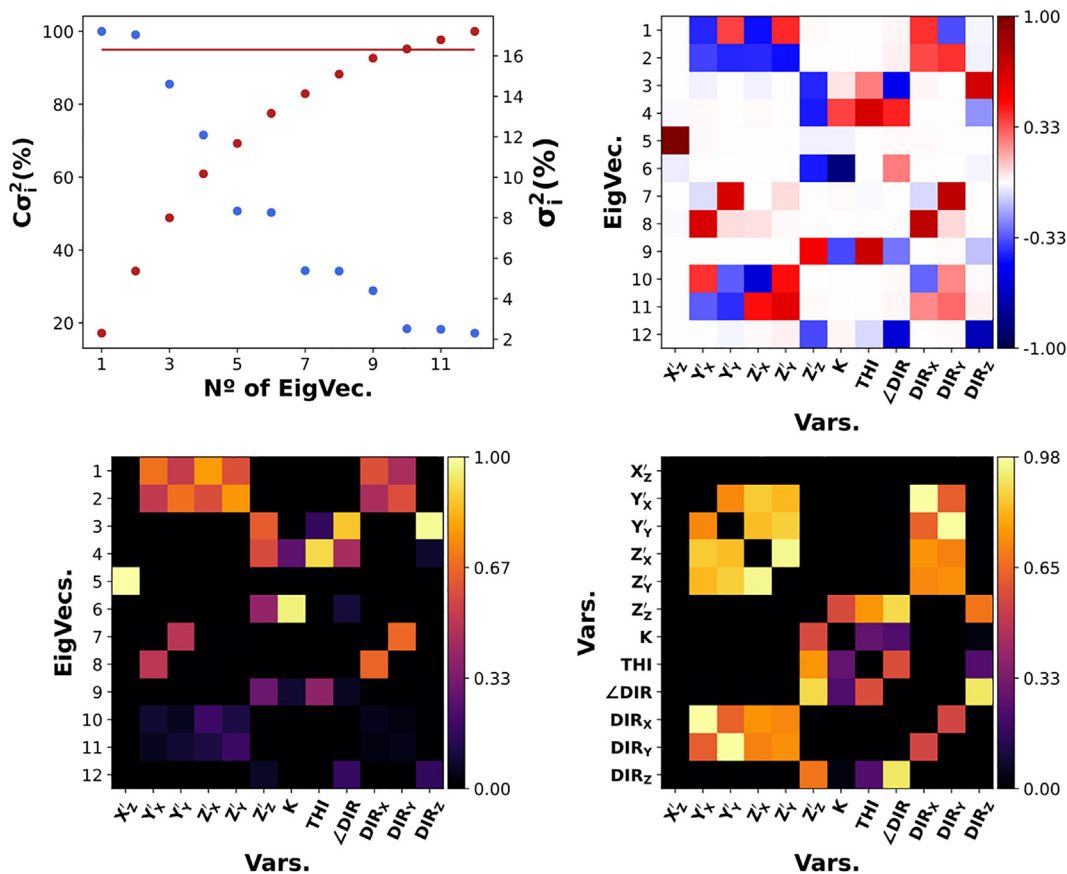 100
80
60
40
20
Cσᵢ²(%)
16
14
12
10
8
6
4
2
σᵢ²(%)
1
3
5
7
9
11
Nº of EigVec.
1
2
3
4
5
6
7
8
9
10
11
12
EigVec.
X'Z
Y'X
Y'Y
Z'X
Z'Y
Z'Z
K
THI
∠DIR
DIRX
DIRY
DIRZ
Vars.
1.00
0.33
-0.33
-1.00
1
2
3
4
5
6
7
8
9
10
11
12
EigVecs.
X'Z
Y'X
Y'Y
Z'X
Z'Y
Z'Z
K
THI
∠DIR
DIRX
DIRY
DIRZ
Vars.
1.00
0.67
0.33
0.00
X'Z
Y'X
Y'Y
Z'X
Z'Y
Z'Z
K
THI
∠DIR
DIRX
DIRY
DIRZ
Vars.
X'Z
Y'X
Y'Y
Z'X
Z'Y
Z'Z
K
THI
∠DIR
DIRX
DIRY
DIRZ
Vars.
0.98
0.65
0.33
0.00